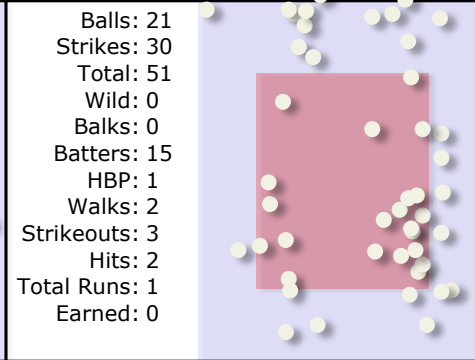 Balls: 21
Strikes: 30
Total: 51
Wild: 0
Balks: 0
Batters: 15
HBP: 1
Walks: 2
Strikeouts: 3
Hits: 2
Total Runs: 1
Earned: 0